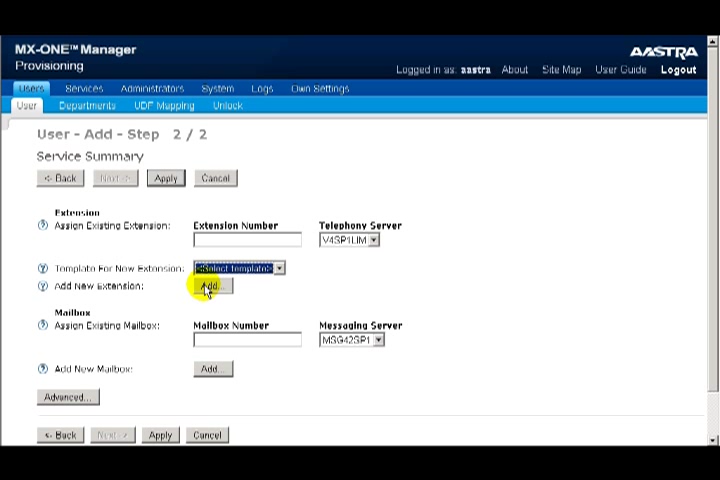 MX-ONE™ Manager
Provisioning
AASTRA
Logged in as: aastra About Site Map User Guide Logout
Users Services Administrators System Logs Own Settings
User Departments UDF Mapping Unlock
User - Add - Step 2 / 2
Service Summary
<- Back Next -> Apply Cancel
Extension
Assign Existing Extension: Extension Number Telephony Server
V4SP1LIM
Template For New Extension: <Select template>
Add New Extension: Add...
Mailbox
Assign Existing Mailbox: Mailbox Number Messaging Server
MSG42SP1
Add New Mailbox: Add...
Advanced...
<- Back Next -> Apply Cancel